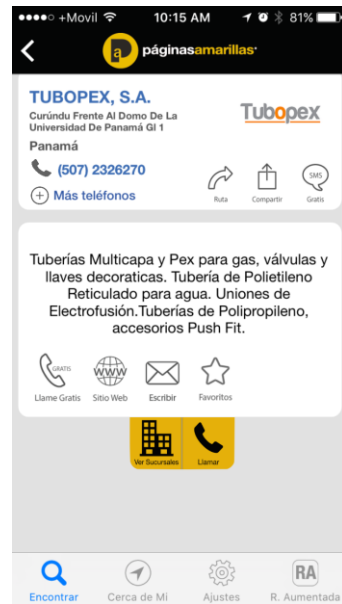 +Movil 10:15 AM 81%
páginasamarillas
TUBOPEX, S.A.
Tubopex
Curúndu Frente Al Domo De La
Universidad De Panamá Gl 1
Panamá
(507) 2326270
Más teléfonos
Ruta Compartir SMS Gratis
Tuberías Multicapa y Pex para gas, válvulas y
llaves decoraticas. Tubería de Polietileno
Reticulado para agua. Uniones de
Electrofusión.Tuberías de Polipropileno,
accesorios Push Fit.
GRATIS WWW
Llame Gratis Sitio Web Escribir Favoritos
Ver Sucursales Llamar
RA
Encontrar Cerca de Mi Ajustes R. Aumentada